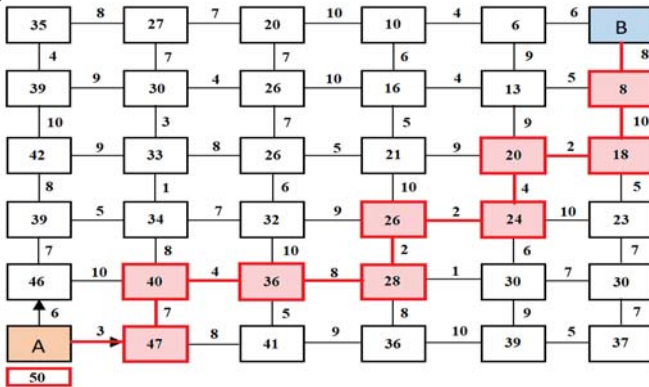 8 7 10 4 6
35 27 20 10 6 B
4 7 7 6 9 8
9 4 10 4 5
39 30 26 16 13 8
10 3 7 5 9 10
9 8 5 9 2
42 33 26 21 20 18
8 1 6 10 4 5
5 7 9 2 10
39 34 32 26 24 23
7 8 10 2 6 7
10 4 8 1 7
46 40 36 28 30 30
6 7 5 8 9 7
3 8 9 10 5
A 47 41 36 39 37
50